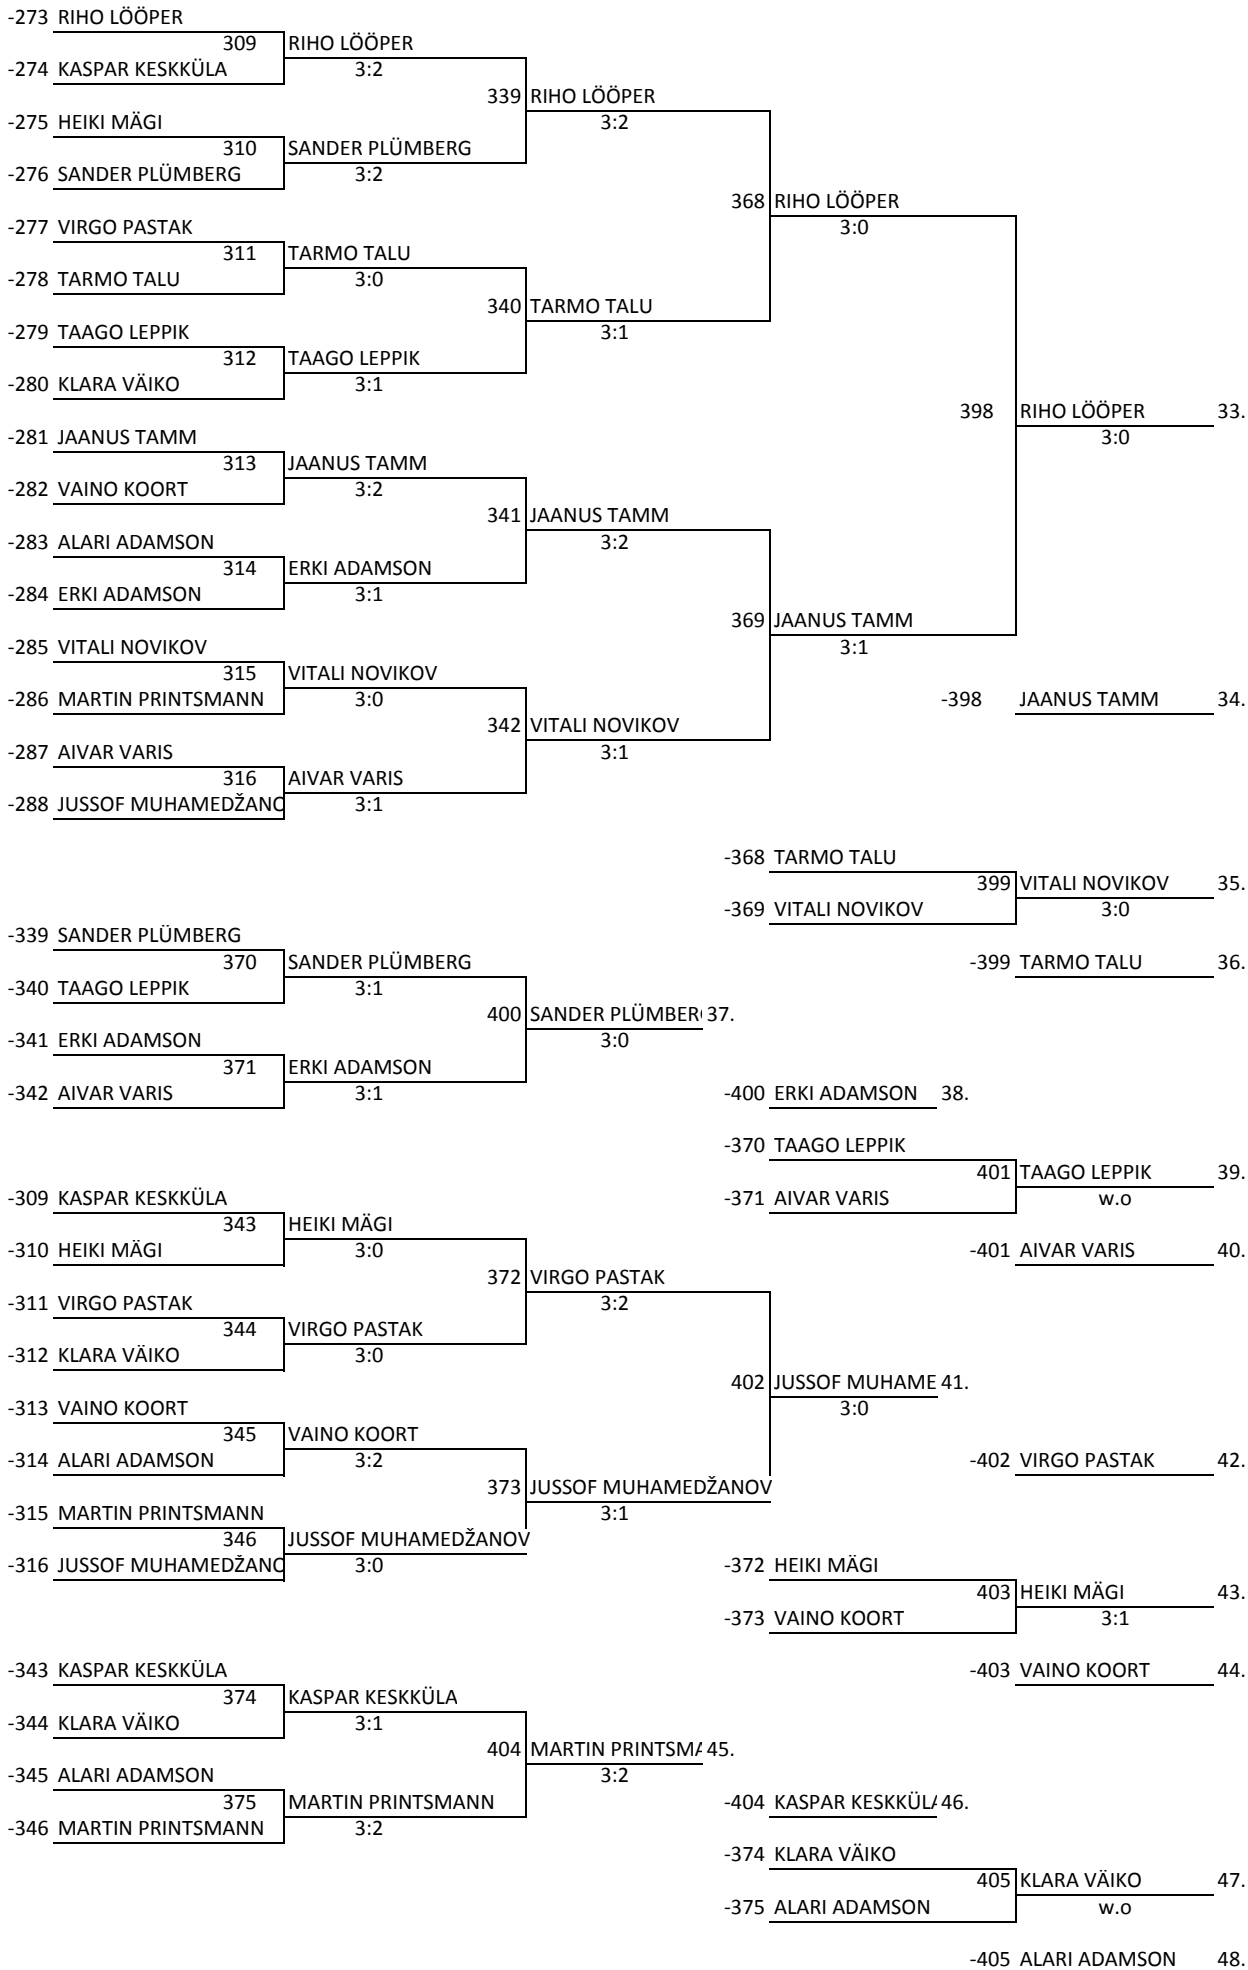 -273 RIHO LÖÖPER
309 RIHO LÖÖPER
-274 KASPAR KESKKÜLA 3:2
339 RIHO LÖÖPER
-275 HEIKI MÄGI 3:2
310 SANDER PLÜMBERG
-276 SANDER PLÜMBERG 3:2
368 RIHO LÖÖPER
-277 VIRGO PASTAK 3:0
311 TARMO TALU
-278 TARMO TALU 3:0
340 TARMO TALU
-279 TAAGO LEPPIK 3:1
312 TAAGO LEPPIK
-280 KLARA VÄIKO 3:1
398 RIHO LÖÖPER 33.
-281 JAANUS TAMM 3:0
313 JAANUS TAMM
-282 VAINO KOORT 3:2
341 JAANUS TAMM
-283 ALARI ADAMSON 3:2
314 ERKI ADAMSON
-284 ERKI ADAMSON 3:1
369 JAANUS TAMM
-285 VITALI NOVIKOV 3:1
315 VITALI NOVIKOV
-286 MARTIN PRINTSMANN 3:0 -398 JAANUS TAMM 34.
342 VITALI NOVIKOV
-287 AIVAR VARIS 3:1
316 AIVAR VARIS
-288 JUSSOF MUHAMEDŽANO 3:1
-368 TARMO TALU
399 VITALI NOVIKOV 35.
-369 VITALI NOVIKOV 3:0
-339 SANDER PLÜMBERG
370 SANDER PLÜMBERG -399 TARMO TALU 36.
-340 TAAGO LEPPIK 3:1
400 SANDER PLÜMBER 37.
-341 ERKI ADAMSON 3:0
371 ERKI ADAMSON
-342 AIVAR VARIS 3:1 -400 ERKI ADAMSON 38.
-370 TAAGO LEPPIK
401 TAAGO LEPPIK 39.
-309 KASPAR KESKKÜLA -371 AIVAR VARIS w.o
343 HEIKI MÄGI
-310 HEIKI MÄGI 3:0 -401 AIVAR VARIS 40.
372 VIRGO PASTAK
-311 VIRGO PASTAK 3:2
344 VIRGO PASTAK
-312 KLARA VÄIKO 3:0
402 JUSSOF MUHAME 41.
-313 VAINO KOORT 3:0
345 VAINO KOORT
-314 ALARI ADAMSON 3:2 -402 VIRGO PASTAK 42.
373 JUSSOF MUHAMEDŽANOV
-315 MARTIN PRINTSMANN 3:1
346 JUSSOF MUHAMEDŽANOV
-316 JUSSOF MUHAMEDŽANO 3:0 -372 HEIKI MÄGI
403 HEIKI MÄGI 43.
-373 VAINO KOORT 3:1
-343 KASPAR KESKKÜLA -403 VAINO KOORT 44.
374 KASPAR KESKKÜLA
-344 KLARA VÄIKO 3:1
404 MARTIN PRINTSMA 45.
-345 ALARI ADAMSON 3:2
375 MARTIN PRINTSMANN -404 KASPAR KESKKÜLA 46.
-346 MARTIN PRINTSMANN 3:2
-374 KLARA VÄIKO
405 KLARA VÄIKO 47.
-375 ALARI ADAMSON w.o
-405 ALARI ADAMSON 48.